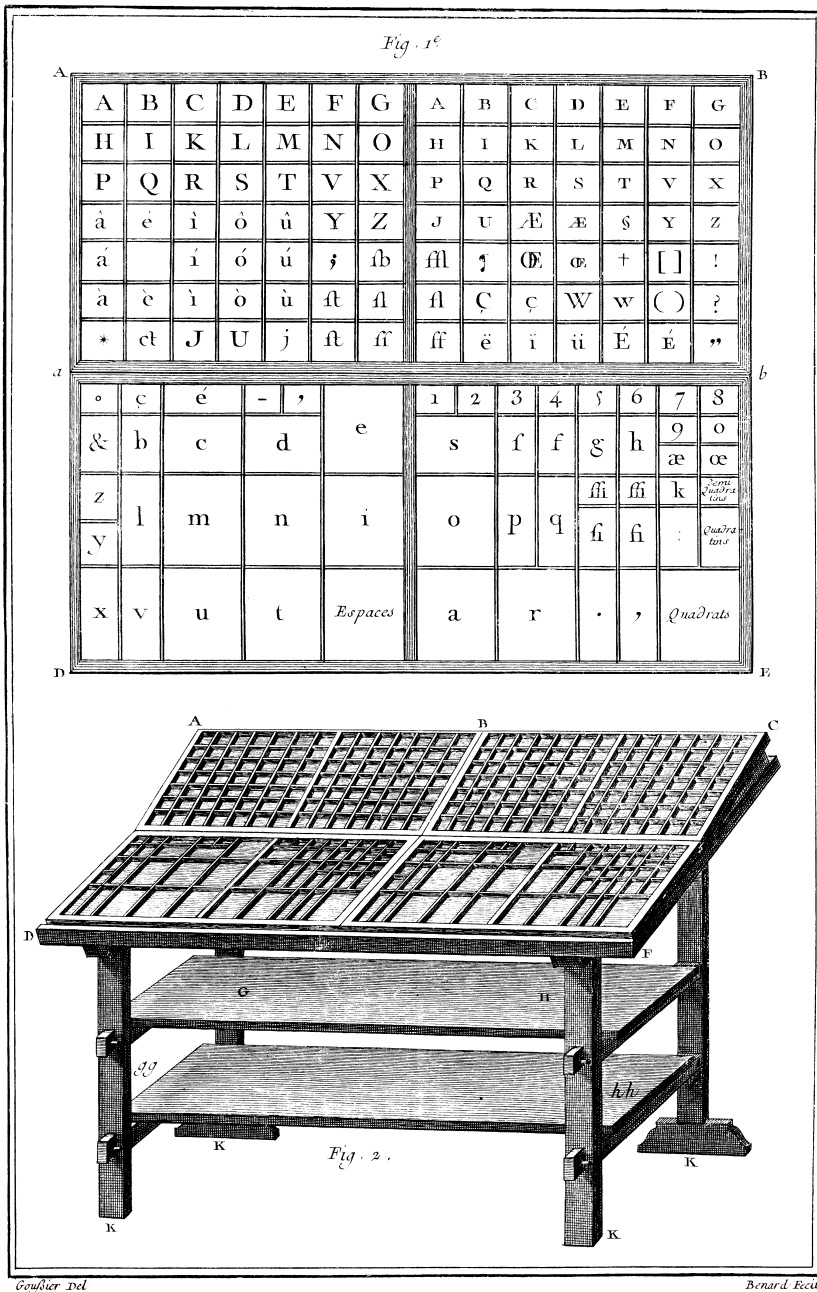 Fig. 1e.
A B
A B C D E F G A B C D E F G
H I K L M N O H I K L M N O
P Q R S T V X P Q R S T V X
â ê î ô û Y Z J U Æ Æ § Y Z
á í ó ú ; ſb ffl ; Œ Œ † [ ] !
à è ì ò ù ſt ſl fl Ç ç W w ( ) ?
* ct J U j ſt ſſ ff ë ï ü É É ”
a b
° ç é - ’ e 1 2 3 4 5 6 7 8
& b c d s ſ f g h 9 0
æ œ
z l m n i o p q ſſi ffi k Demi Quadratins
y ſi fi : Quadratins
x v u t Espaces a r . , Quadrats
D E
A B C
D F
G H
gg hh
K K
Fig. 2.
K K
Goußier Del Benard Fecit